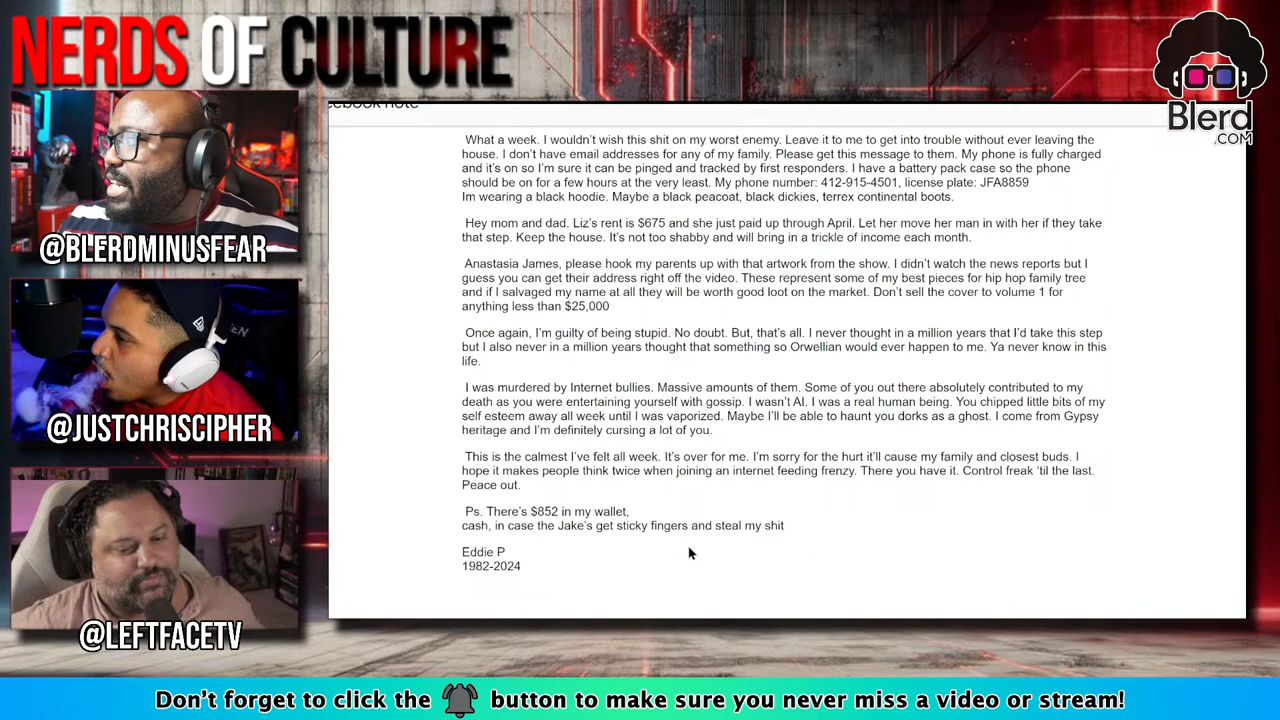 NERDS OF CULTURE
Blerd
.COM
@BLERDMINUSFEAR
@JUSTCHRISCIPHER
@LEFTFACETV
ebook note
What a week. I wouldn't wish this shit on my worst enemy. Leave it to me to get into trouble without ever leaving the
house. I don't have email addresses for any of my family. Please get this message to them. My phone is fully charged
and it's on so I'm sure it can be pinged and tracked by first responders. I have a battery pack case so the phone
should be on for a few hours at the very least. My phone number: 412-915-4501, license plate: JFA8859
Im wearing a black hoodie. Maybe a black peacoat, black dickies, terrex continental boots.
Hey mom and dad. Liz's rent is $675 and she just paid up through April. Let her move her man in with her if they take
that step. Keep the house. It's not too shabby and will bring in a trickle of income each month.
Anastasia James, please hook my parents up with that artwork from the show. I didn't watch the news reports but I
guess you can get their address right off the video. These represent some of my best pieces for hip hop family tree
and if I salvaged my name at all they will be worth good loot on the market. Don't sell the cover to volume 1 for
anything less than $25,000
Once again, I'm guilty of being stupid. No doubt. But, that's all. I never thought in a million years that I'd take this step
but I also never in a million years thought that something so Orwellian would ever happen to me. Ya never know in this
life.
I was murdered by Internet bullies. Massive amounts of them. Some of you out there absolutely contributed to my
death as you were entertaining yourself with gossip. I wasn't AI. I was a real human being. You chipped little bits of my
self esteem away all week until I was vaporized. Maybe I'll be able to haunt you dorks as a ghost. I come from Gypsy
heritage and I'm definitely cursing a lot of you.
This is the calmest I've felt all week. It's over for me. I'm sorry for the hurt it'll cause my family and closest buds. I
hope it makes people think twice when joining an internet feeding frenzy. There you have it. Control freak 'til the last.
Peace out.
Ps. There's $852 in my wallet,
cash, in case the Jake's get sticky fingers and steal my shit
Eddie P
1982-2024
Don't forget to click the button to make sure you never miss a video or stream!